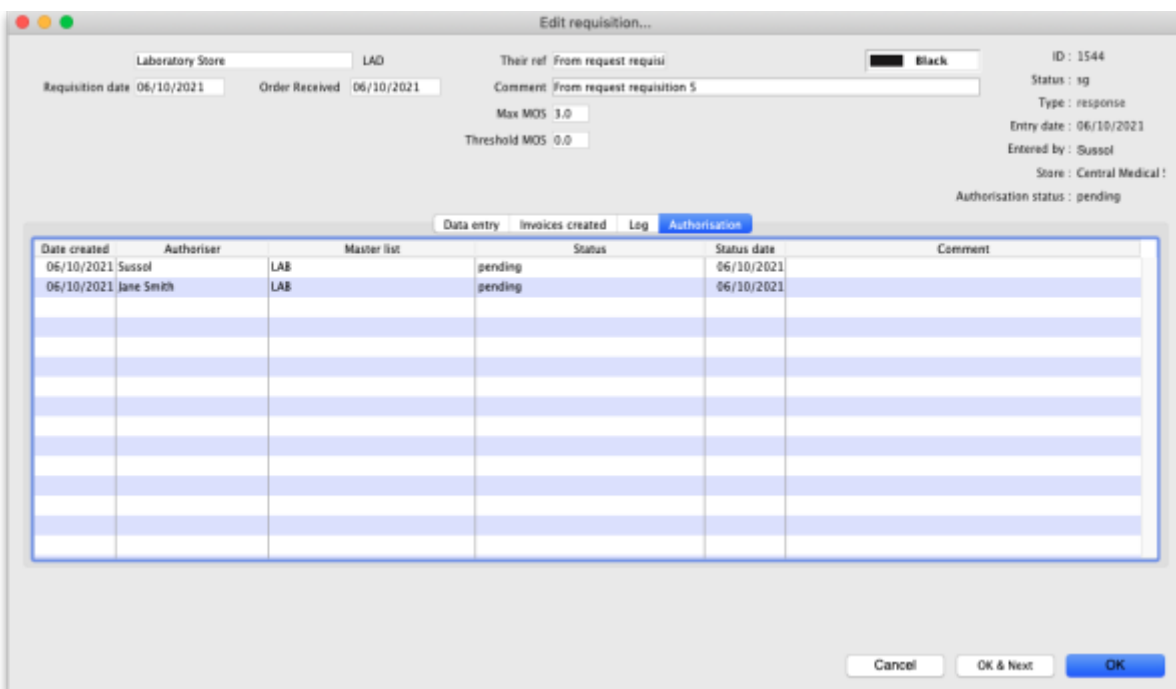 Edit requisition...
Laboratory Store LAD Their ref From request requisi Black ID : 1544
Requisition date 06/10/2021 Order Received 06/10/2021 Comment From request requisition 5 Status : sg
Max MOS 3.0 Type : response
Threshold MOS 0.0 Entry date : 06/10/2021
Entered by : Sussol
Store : Central Medical
Authorisation status : pending
Data entry Invoices created Log Authorisation
Date created Authoriser Master list Status Status date Comment
06/10/2021 Sussol LAB pending 06/10/2021
06/10/2021 Jane Smith LAB pending 06/10/2021
Cancel OK & Next OK